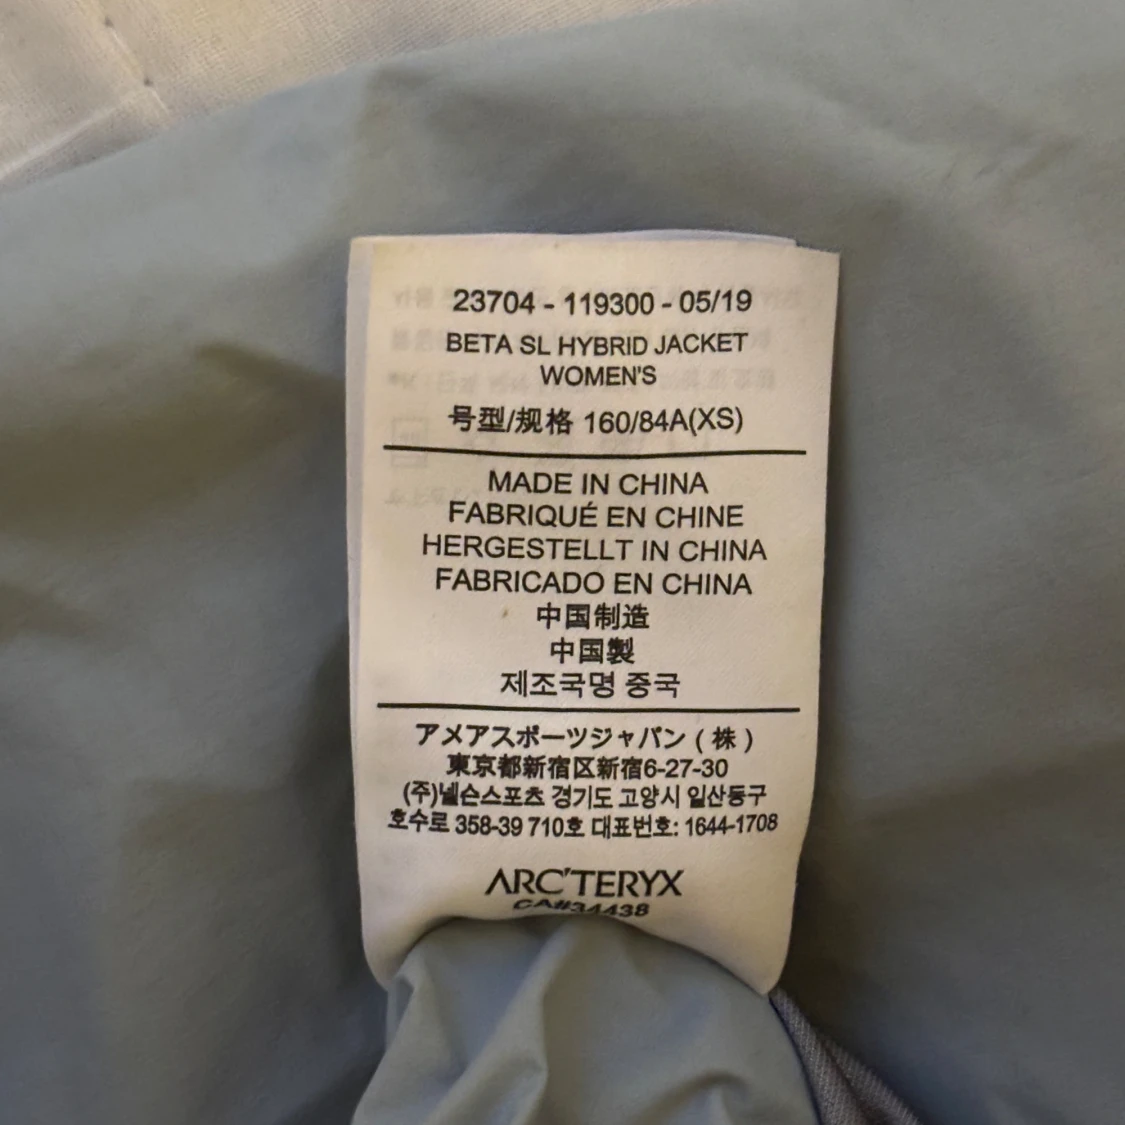 23704 - 119300 - 05/19
BETA SL HYBRID JACKET
WOMEN'S
号型/规格 160/84A(XS)
MADE IN CHINA
FABRIQUÉ EN CHINE
HERGESTELLT IN CHINA
FABRICADO EN CHINA
中国制造
中国製
제조국명 중국
アメアスポーツジャパン ( 株 )
東京都新宿区新宿6-27-30
(주)넬슨스포츠 경기도 고양시 일산동구
호수로 358-39 710호 대표번호: 1644-1708
ARC'TERYX
CA#34438